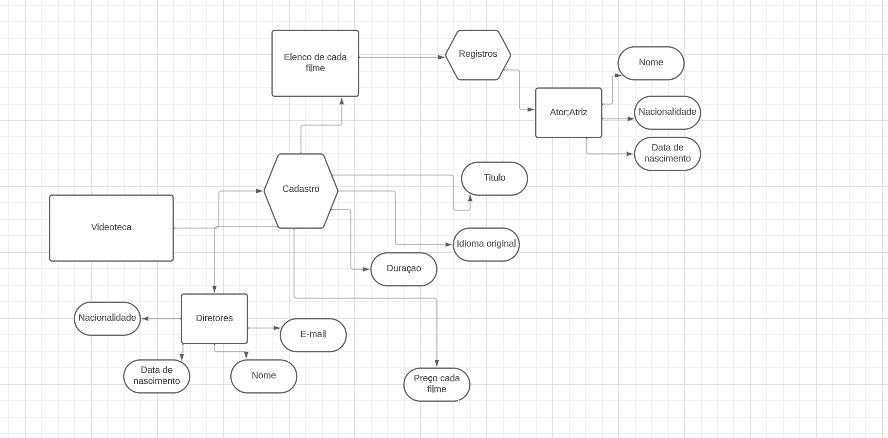 Elenco de cada
filme
Registros
Nome
Ator;Atriz
Nacionalidade
Data de
nascimento
Cadastro
Titulo
Videoteca
Idioma original
Duraçao
Nacionalidade
Diretores
E-mail
Data de
nascimento
Nome
Preço cada
filme